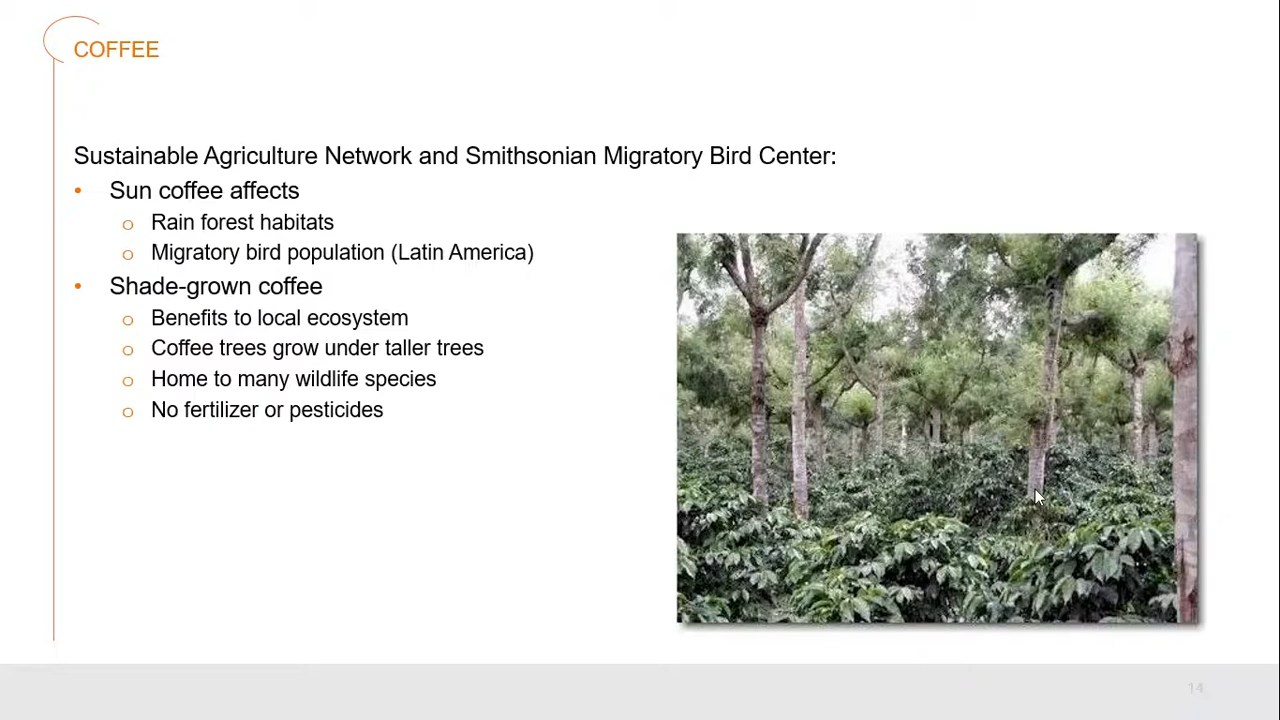 COFFEE
Sustainable Agriculture Network and Smithsonian Migratory Bird Center:
• Sun coffee affects
o Rain forest habitats
o Migratory bird population (Latin America)
• Shade-grown coffee
o Benefits to local ecosystem
o Coffee trees grow under taller trees
o Home to many wildlife species
o No fertilizer or pesticides
14